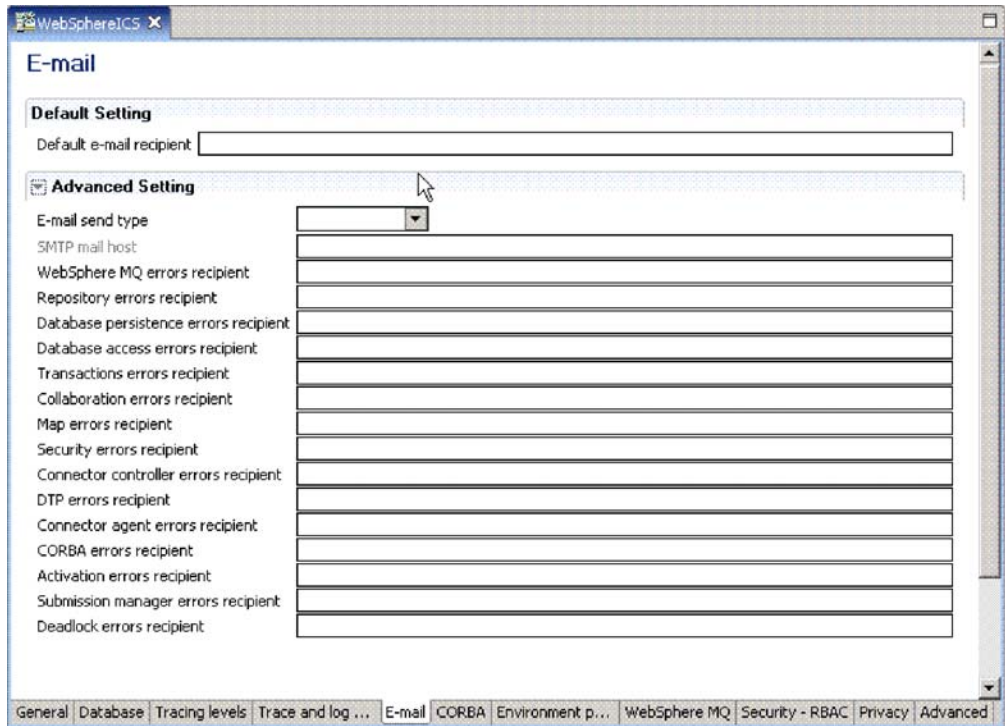 WebSphereICS
E-mail
Default Setting
Default e-mail recipient
Advanced Setting
E-mail send type
SMTP mail host
WebSphere MQ errors recipient
Repository errors recipient
Database persistence errors recipient
Database access errors recipient
Transactions errors recipient
Collaboration errors recipient
Map errors recipient
Security errors recipient
Connector controller errors recipient
DTP errors recipient
Connector agent errors recipient
CORBA errors recipient
Activation errors recipient
Submission manager errors recipient
Deadlock errors recipient
General Database Tracing levels Trace and log ... E-mail CORBA Environment p... WebSphere MQ Security - RBAC Privacy Advanced